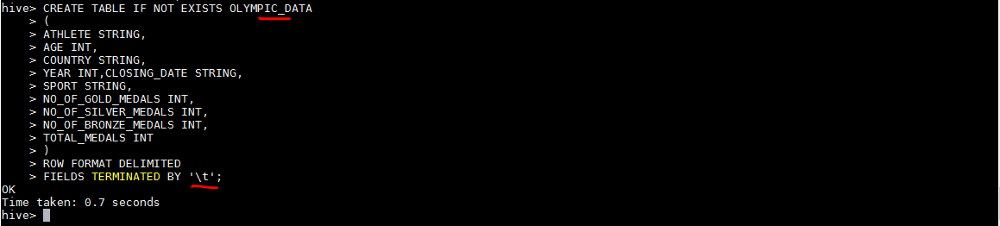 hive> CREATE TABLE IF NOT EXISTS OLYMPIC_DATA
> (
> ATHLETE STRING,
> AGE INT,
> COUNTRY STRING,
> YEAR INT,CLOSING_DATE STRING,
> SPORT STRING,
> NO_OF_GOLD_MEDALS INT,
> NO_OF_SILVER_MEDALS INT,
> NO_OF_BRONZE_MEDALS INT,
> TOTAL_MEDALS INT
> )
> ROW FORMAT DELIMITED
> FIELDS TERMINATED BY '\t';
OK
Time taken: 0.7 seconds
hive>